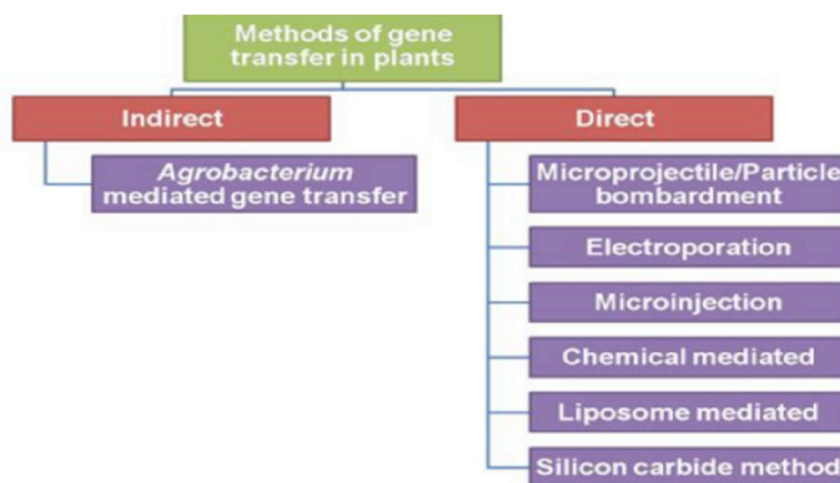 Methods of gene
transfer in plants
Indirect
Direct
Agrobacterium
mediated gene transfer
Microprojectile/Particle
bombardment
Electroporation
Microinjection
Chemical mediated
Liposome mediated
Silicon carbide method